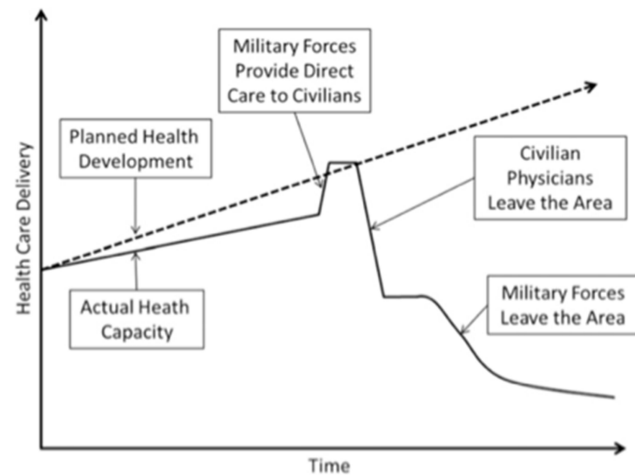 Military Forces
Provide Direct
Care to Civilians
Planned Health
Development
Civilian
Physicians
Leave the Area
Actual Heath
Capacity
Military Forces
Leave the Area
Health Care Delivery
Time